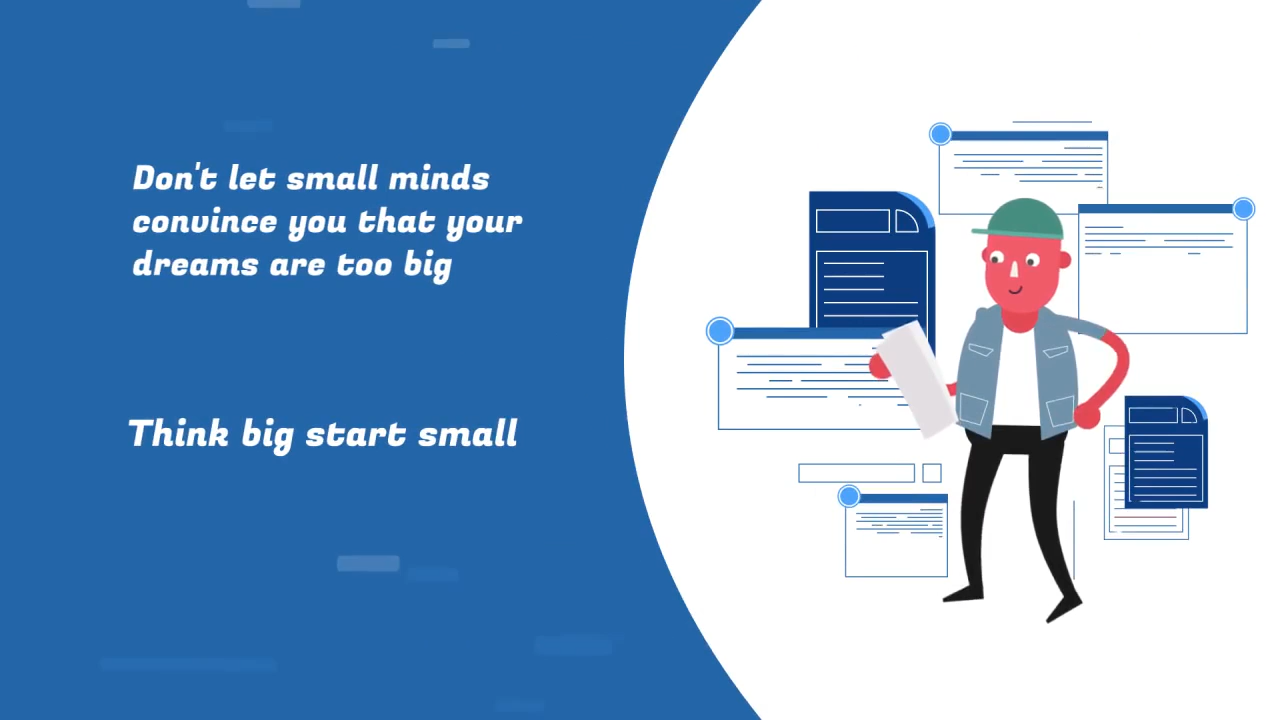 Don't let small minds
convince you that your
dreams are too big
Think big start small